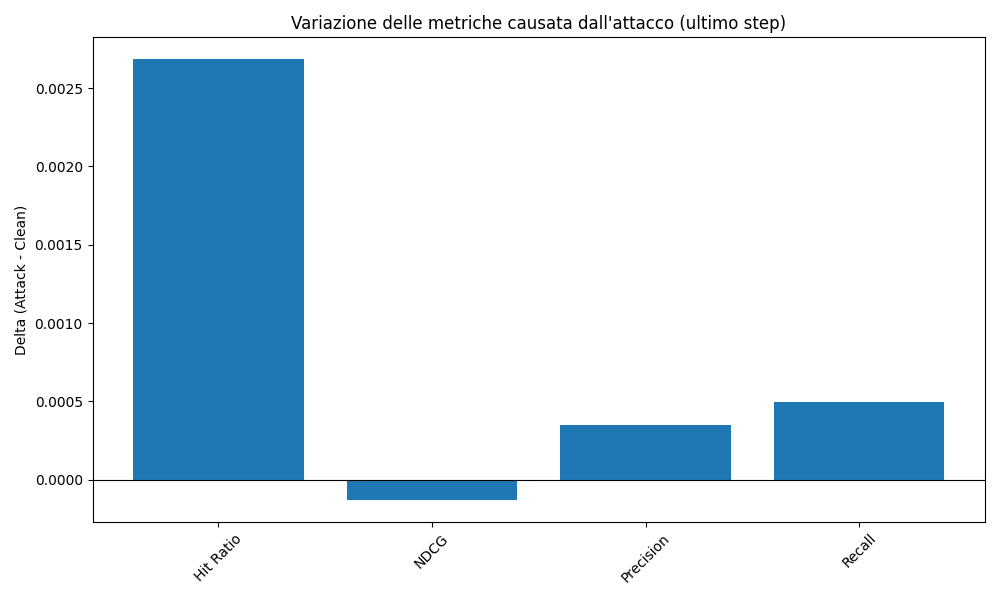 Variazione delle metriche causata dall'attacco (ultimo step)
Delta (Attack - Clean)
0.0025
0.0020
0.0015
0.0010
0.0005
0.0000
Hit Ratio
NDCG
Precision
Recall